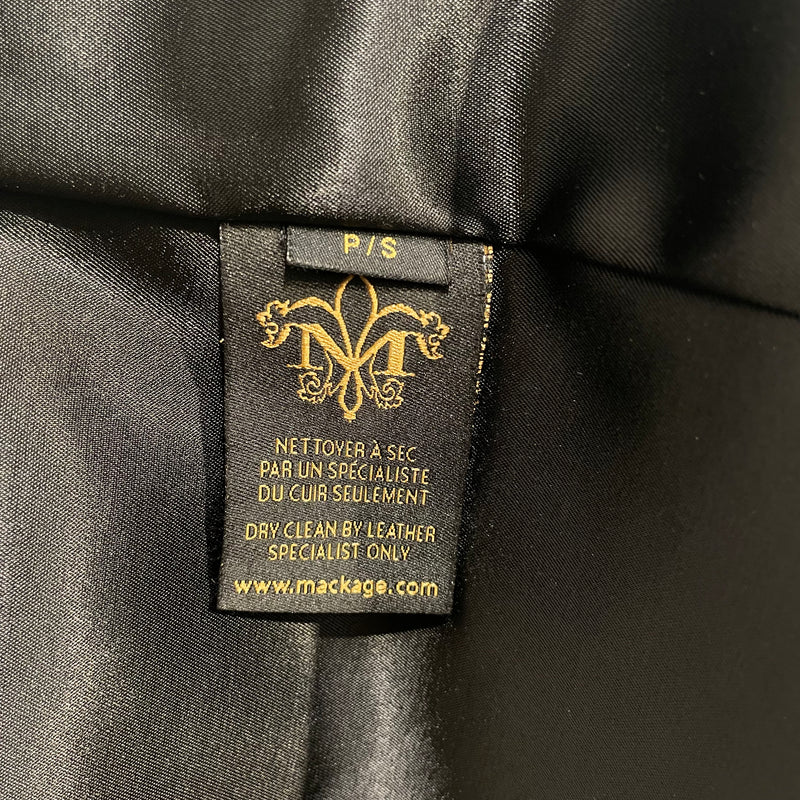 P/S
M
NETTOYER À SEC
PAR UN SPÉCIALISTE
DU CUIR SEULEMENT
DRY CLEAN BY LEATHER
SPECIALIST ONLY
www.mackage.com